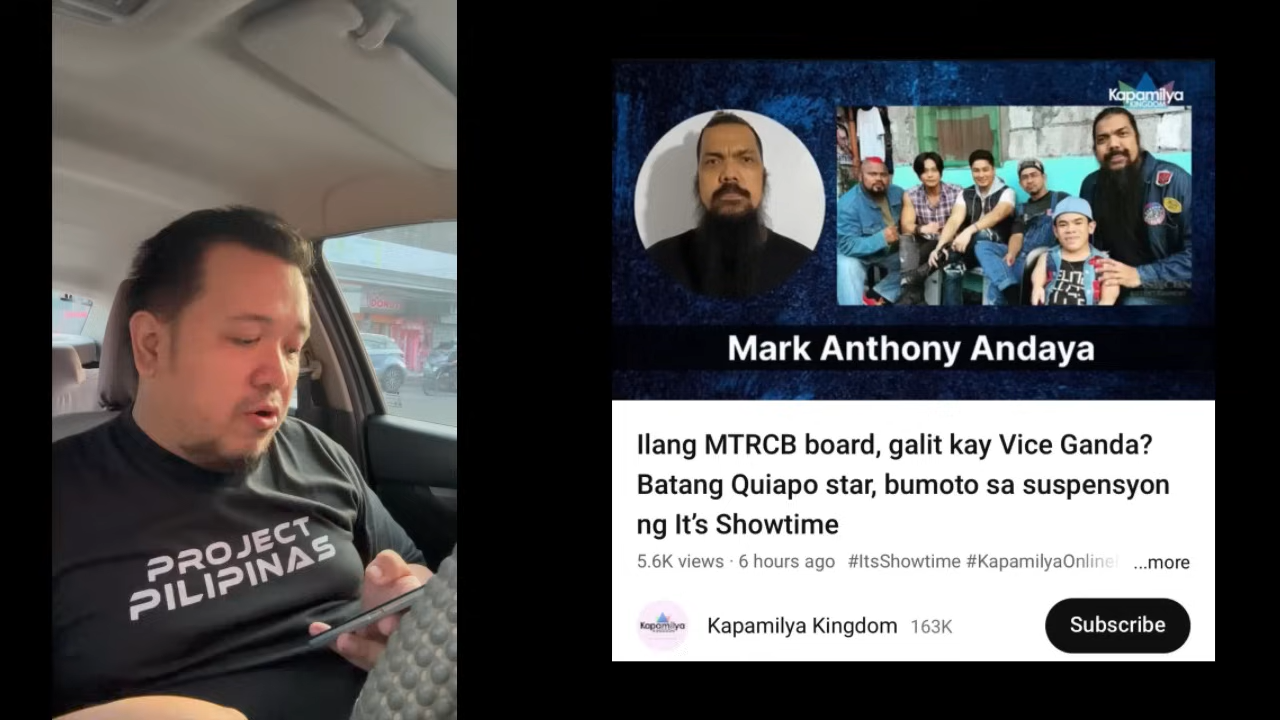 PROJECT
PILIPINAS
Kapamilya
KINGDOM
Mark Anthony Andaya
Ilang MTRCB board, galit kay Vice Ganda?
Batang Quiapo star, bumoto sa suspensyon
ng It’s Showtime
5.6K views · 6 hours ago #ItsShowtime #KapamilyaOnline ...more
Kapamilya Kingdom 163K
Subscribe